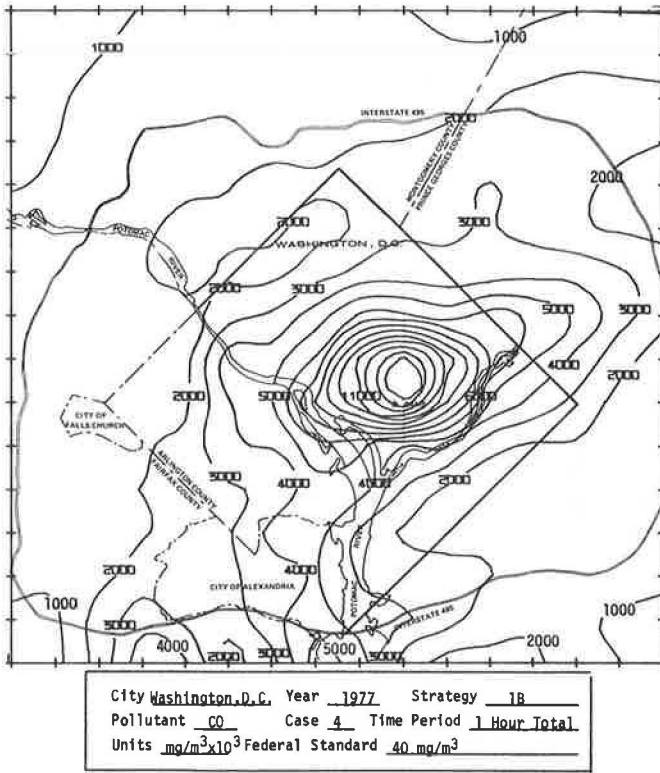 1000
1000
INTERSTATE 495
2000
MONTGOMERY COUNTY
PRINCE GEORGES COUNTY
2000
2000
3000
POTOMAC
WASHINGTON, D.C.
RIVER
2000
3000
5000
3000
4000
2000
2000
5000
11000
6000
CITY OF
FALLS CHURCH
ARLINGTON COUNTY
FAIRFAX COUNTY
3000
4000
4000
2000
RIVER
2000
4000
CITY OF ALEXANDRIA
POTOMAC
1000
1000
3000
INTERSTATE 495
4000
5000
2000
2000
3000
3000
City Washington,D.C. Year 1977 Strategy 1B
Pollutant CO Case 4 Time Period 1 Hour Total
Units mg/m³x10³ Federal Standard 40 mg/m³